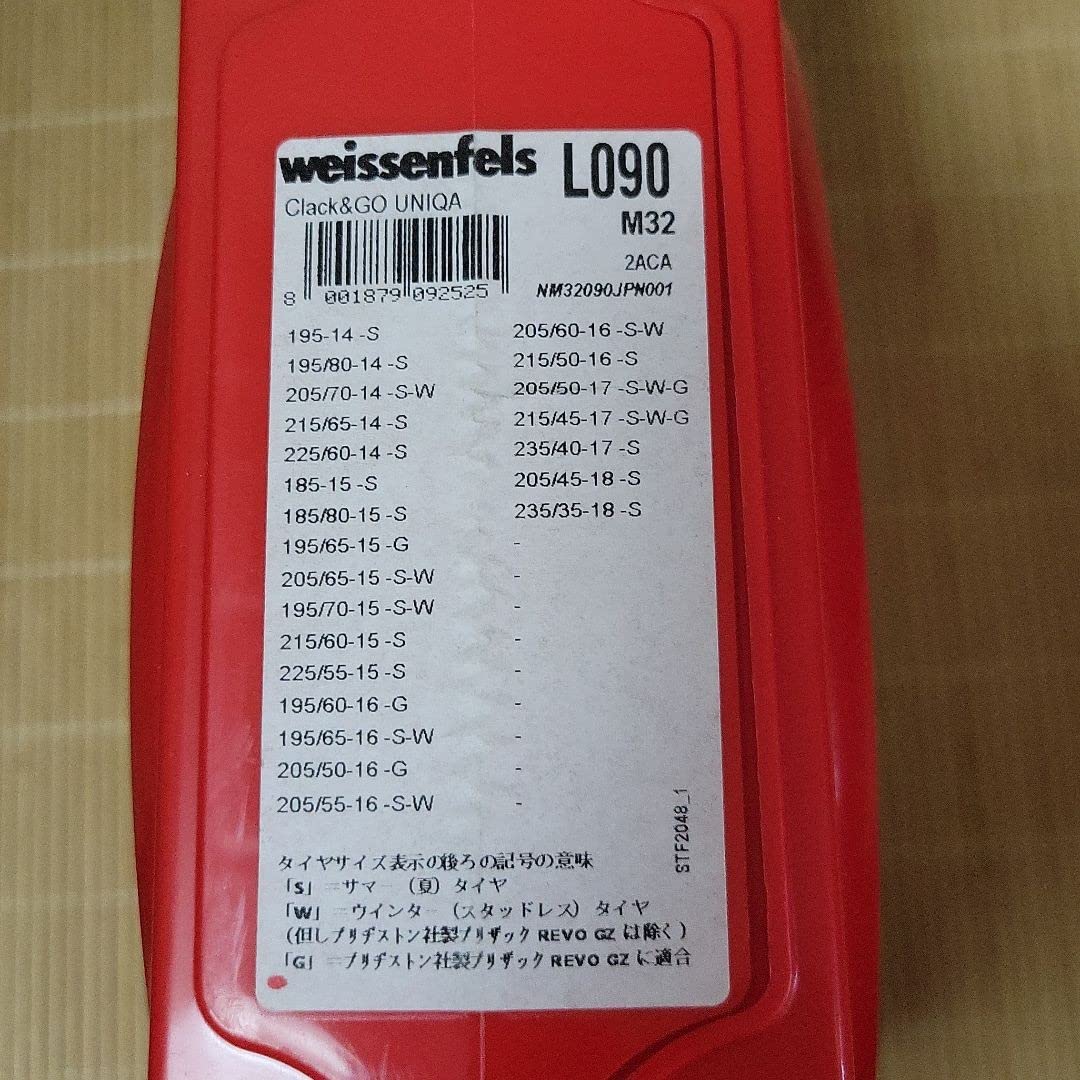 weissenfels
Clack&GO UNIQA
L090
M32
2ACA
NM32090JPN001
8 001879 092525
195-14 -S
195/80-14 -S
205/70-14 -S-W
215/65-14 -S
225/60-14 -S
185-15 -S
185/80-15 -S
195/65-15 -G
205/65-15 -S-W
195/70-15 -S-W
215/60-15 -S
225/55-15 -S
195/60-16 -G
195/65-16 -S-W
205/50-16 -G
205/55-16 -S-W
205/60-16 -S-W
215/50-16 -S
205/50-17 -S-W-G
215/45-17 -S-W-G
235/40-17 -S
205/45-18 -S
235/35-18 -S
-
-
-
-
-
-
-
-
-
STF2048_1
タイヤサイズ表示の後ろの記号の意味
「S」=サマー（夏）タイヤ
「W」=ウインター（スタッドレス）タイヤ
（但しブリヂストン社製ブリザック REVO GZ は除く）
「G」=ブリヂストン社製ブリザック REVO GZ に適合